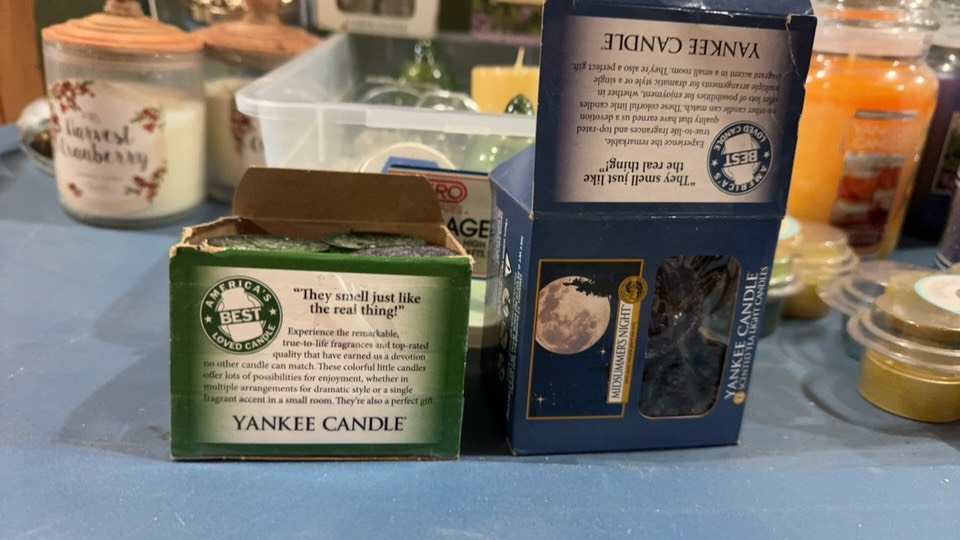 Harvest
Cranberry
AMERICA'S
BEST
LOVED CANDLE
"They smell just like
the real thing!"
Experience the remarkable,
true-to-life fragrances and top-rated
quality that have earned us a devotion
no other candle can match. These colorful little candles
offer lots of possibilities for enjoyment, whether in
multiple arrangements for dramatic style or a single
fragrant accent in a small room. They're also a perfect gift.
YANKEE CANDLE®
AGE
HIGH
AMERICA'S
BEST
LOVED CANDLE
"They smell just like
the real thing!"
Experience the remarkable,
true-to-life fragrances and top-rated
quality that have earned us a devotion
no other candle can match. These colorful little candles
offer lots of possibilities for enjoyment, whether in
multiple arrangements for dramatic style or a single
fragrant accent in a small room. They're also a perfect gift.
YANKEE CANDLE®
MIDSUMMER'S NIGHT®
YANKEE CANDLE
12 SCENTED TEA LIGHT CANDLES
YANKEE
CANDLE